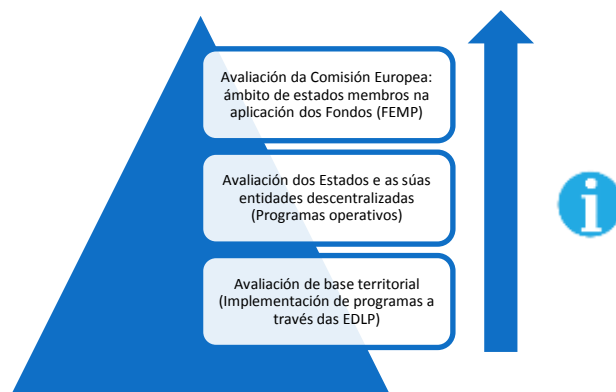 Avaliación da Comisión Europea:
ámbito de estados membros na
aplicación dos Fondos (FEMP)
Avaliación dos Estados e as súas
entidades descentralizadas
(Programas operativos)
Avaliación de base territorial
(Implementación de programas a
través das EDLP)
i